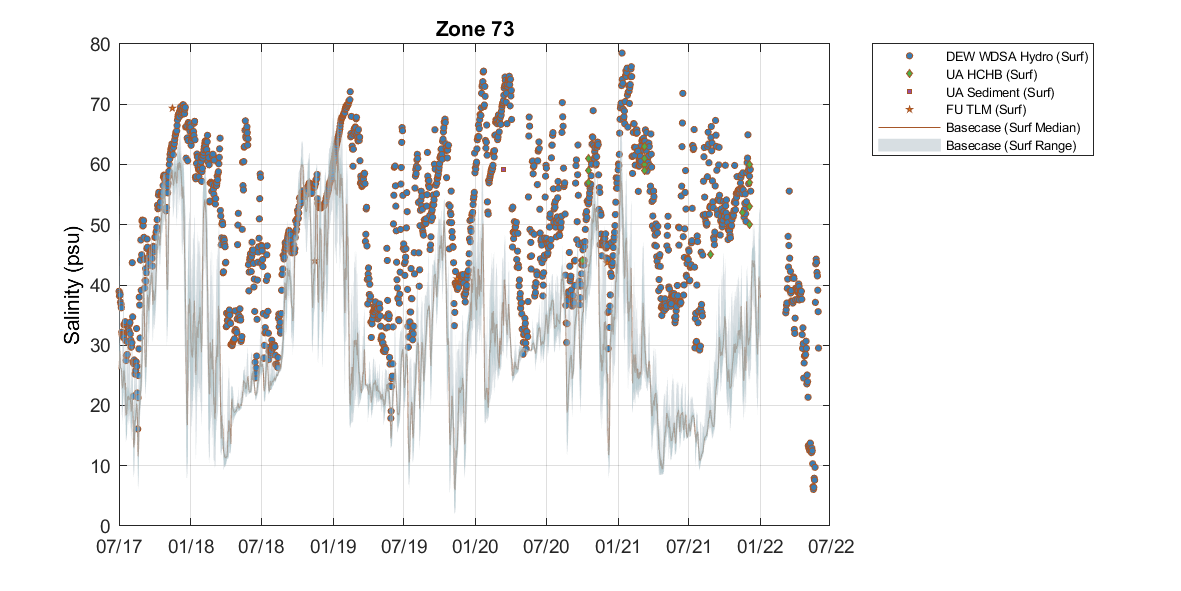 Zone 73
80
70
60
50
40
30
20
10
0
Salinity (psu)
07/17 01/18 07/18 01/19 07/19 01/20 07/20 01/21 07/21 01/22 07/22
DEW WDSA Hydro (Surf)
UA HCHB (Surf)
UA Sediment (Surf)
FU TLM (Surf)
Basecase (Surf Median)
Basecase (Surf Range)